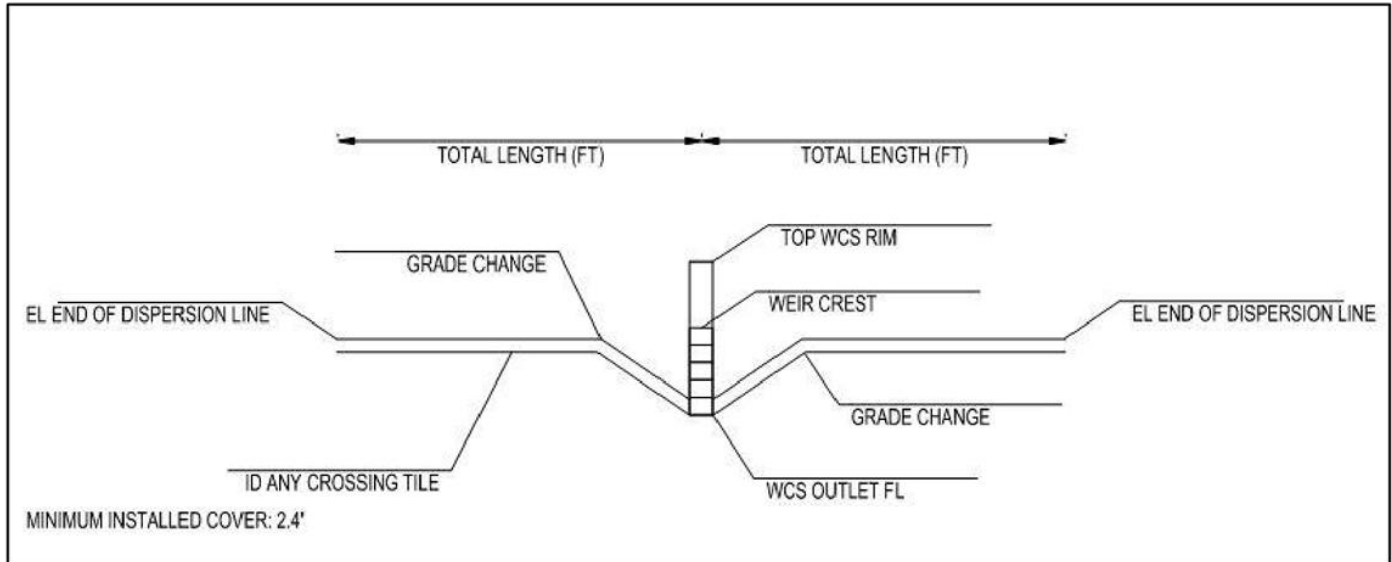 TOTAL LENGTH (FT)
TOTAL LENGTH (FT)
TOP WCS RIM
GRADE CHANGE
WEIR CREST
EL END OF DISPERSION LINE
EL END OF DISPERSION LINE
GRADE CHANGE
ID ANY CROSSING TILE
WCS OUTLET FL
MINIMUM INSTALLED COVER: 2.4'